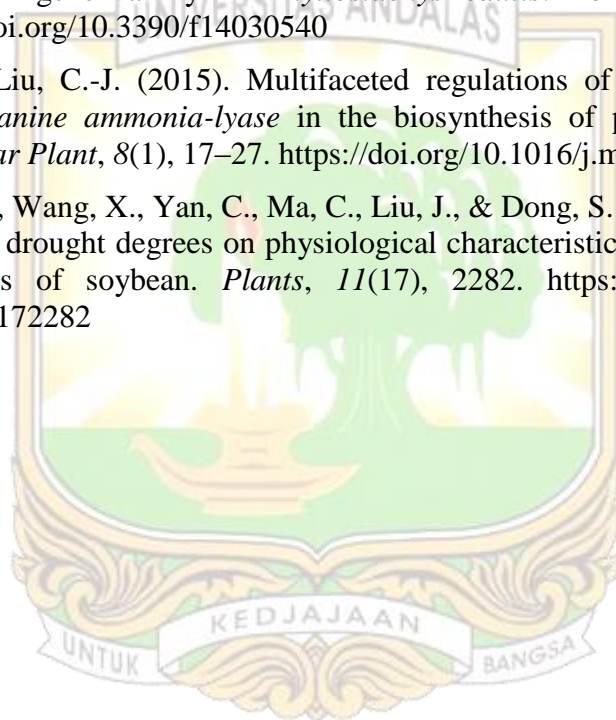 UNIVERSITAS ANDALAS
oi.org/10.3390/f14030540
Liu, C.-J. (2015). Multifaceted regulations of
anine ammonia-lyase in the biosynthesis of p
ar Plant, 8(1), 17–27. https://doi.org/10.1016/j.m
, Wang, X., Yan, C., Ma, C., Liu, J., & Dong, S.
drought degrees on physiological characteristic
s of soybean. Plants, 11(17), 2282. https:
172282
KEDJAJAAN
UNTUK BANGSA